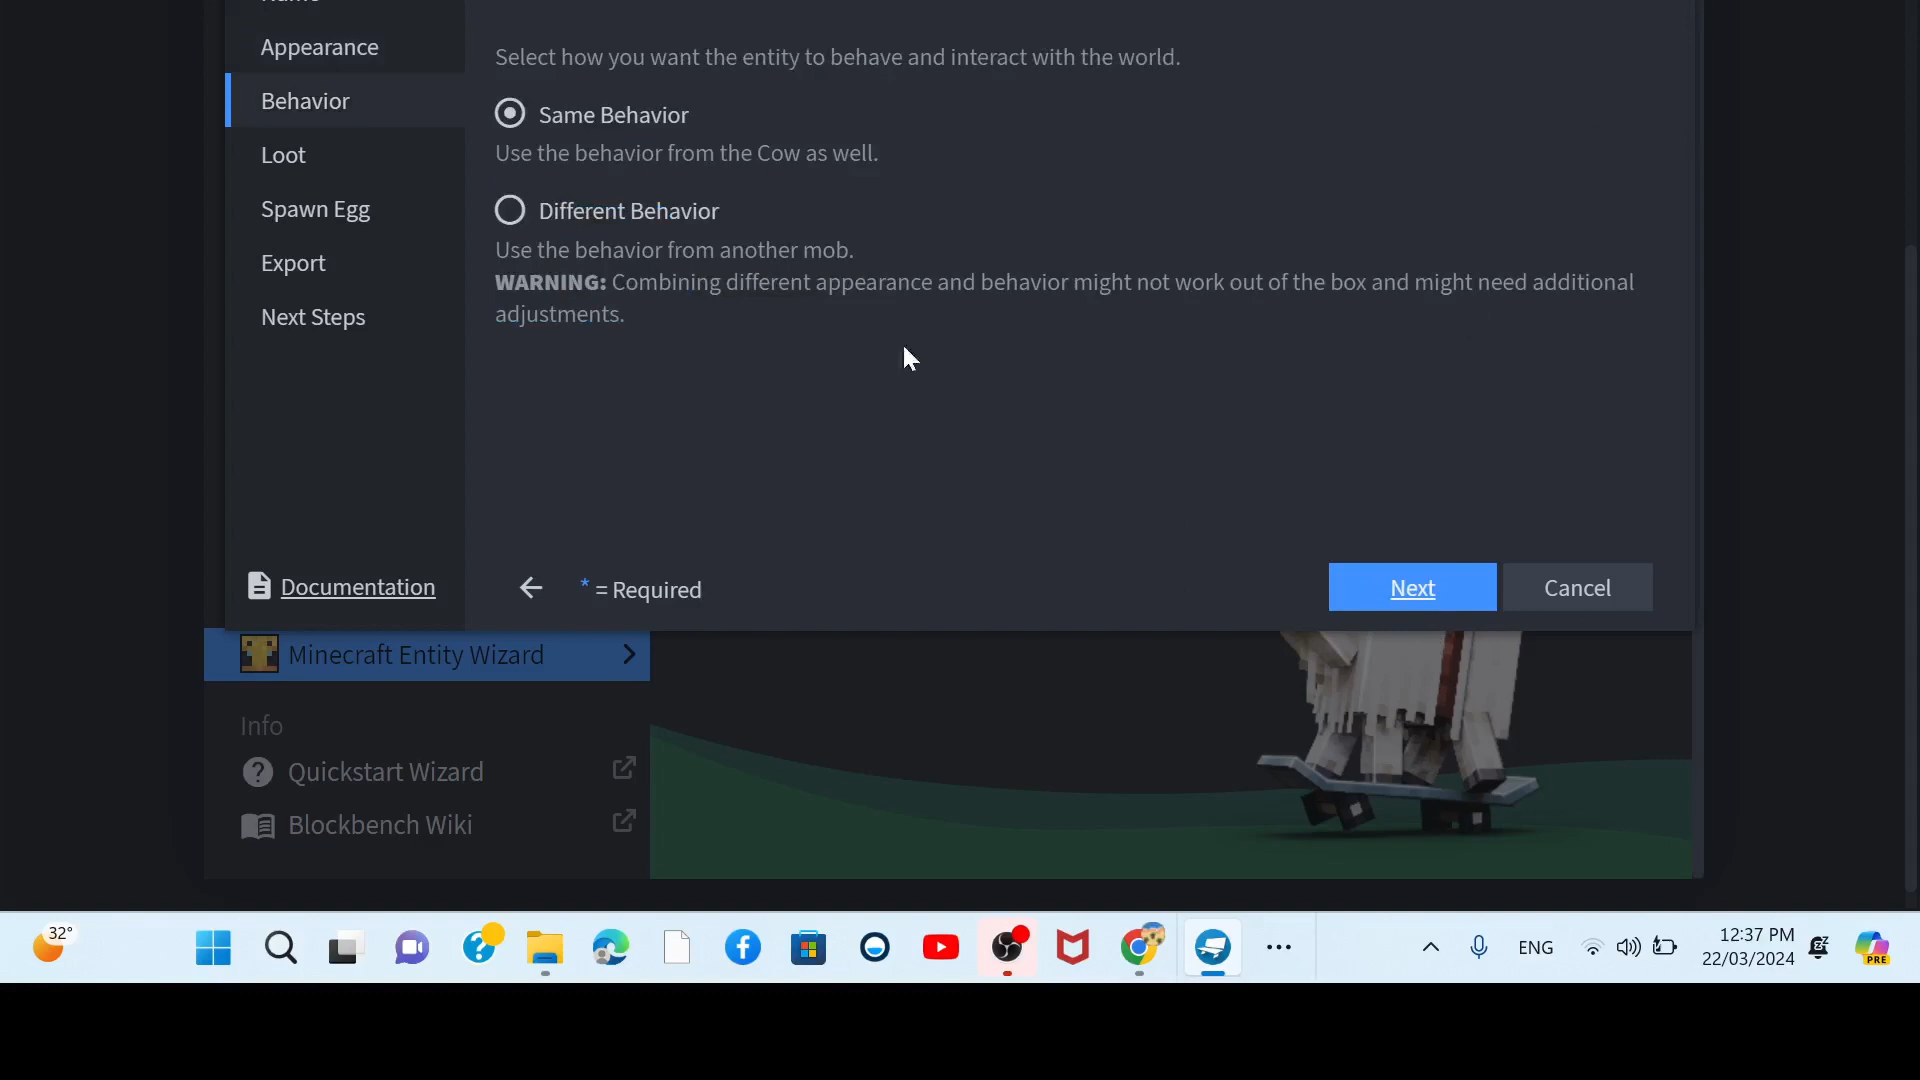 Appearance
Behavior
Loot
Spawn Egg
Export
Next Steps
Documentation
Select how you want the entity to behave and interact with the world.
Same Behavior
Use the behavior from the Cow as well.
Different Behavior
Use the behavior from another mob.
WARNING: Combining different appearance and behavior might not work out of the box and might need additional
adjustments.
* = Required
Next
Cancel
Minecraft Entity Wizard
Info
Quickstart Wizard
Blockbench Wiki
32°
ENG
12:37 PM
22/03/2024
PRE